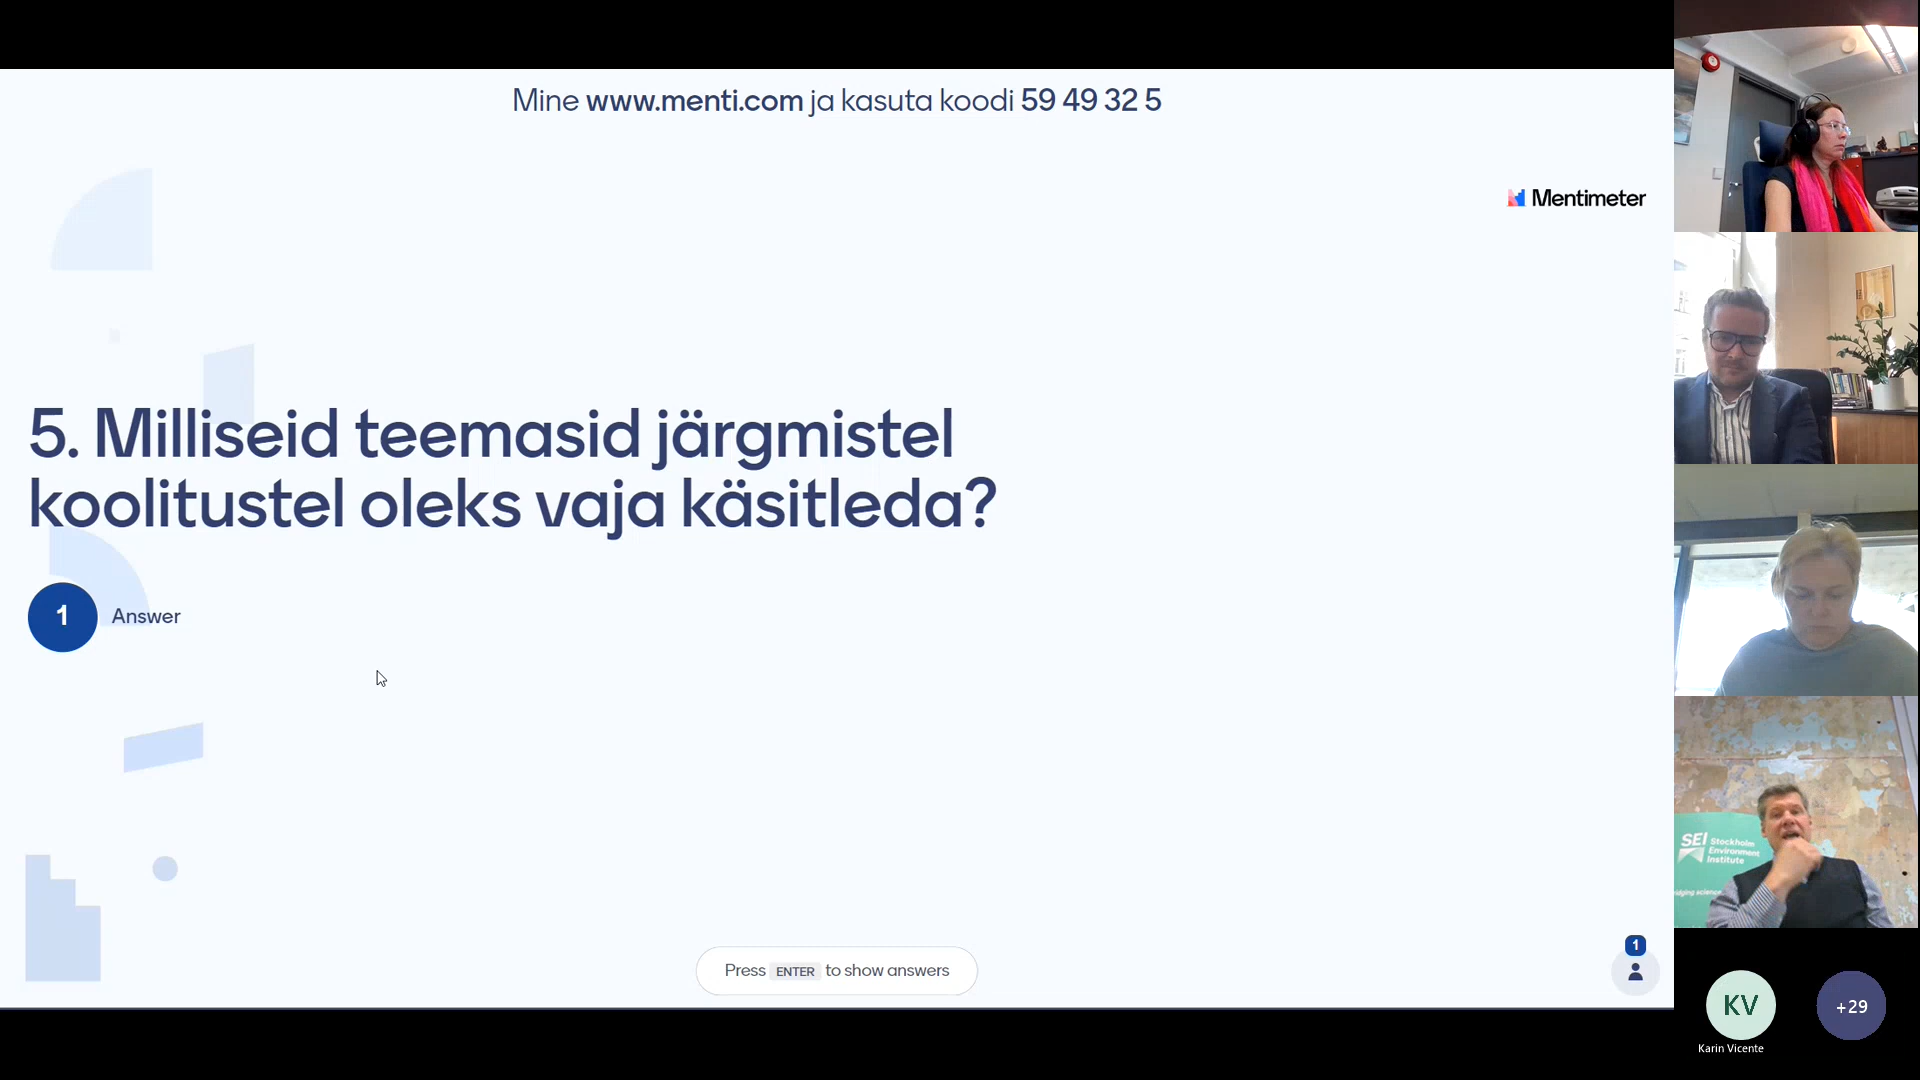 Mine www.menti.com ja kasuta koodi 59 49 32 5
Mentimeter
5. Milliseid teemasid järgmistel
koolitustel oleks vaja käsitleda?
1 Answer
Press ENTER to show answers
1
SEI Stockholm
Environment
Institute
KV
+29
Karin Vicente